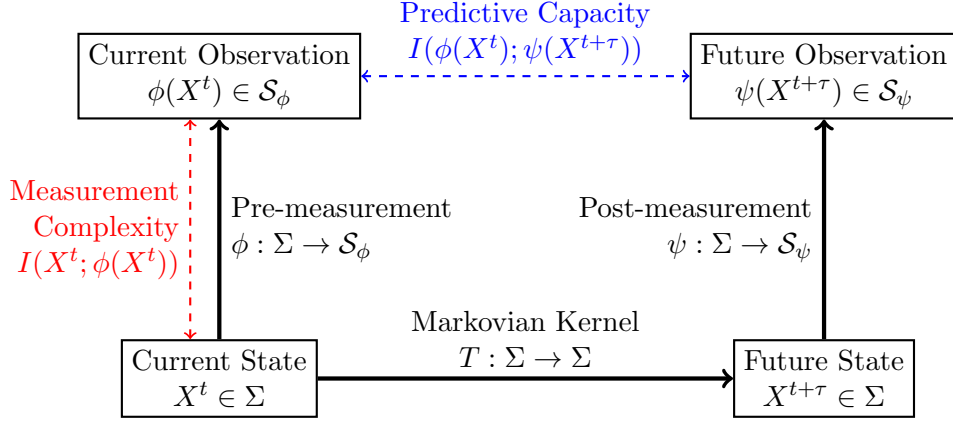 Predictive Capacity
I(ϕ(X^t); ψ(X^{t+τ}))
Current Observation
ϕ(X^t) ∈ 𝒮_ϕ
Future Observation
ψ(X^{t+τ}) ∈ 𝒮_ψ
Measurement
Complexity
I(X^t; ϕ(X^t))
Pre-measurement
ϕ : Σ → 𝒮_ϕ
Post-measurement
ψ : Σ → 𝒮_ψ
Markovian Kernel
T : Σ → Σ
Current State
X^t ∈ Σ
Future State
X^{t+τ} ∈ Σ